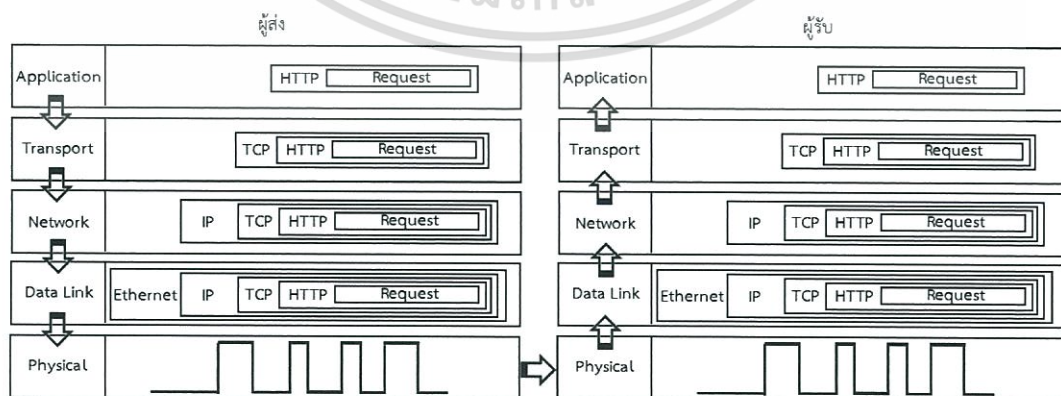 ผู้ส่ง
Application HTTP Request
Transport TCP HTTP Request
Network IP TCP HTTP Request
Data Link Ethernet IP TCP HTTP Request
Physical
ผู้รับ
Application HTTP Request
Transport TCP HTTP Request
Network IP TCP HTTP Request
Data Link Ethernet IP TCP HTTP Request
Physical